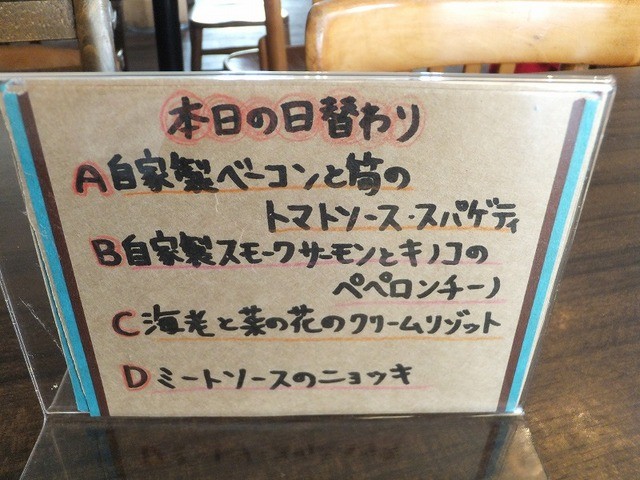 本日の日替わり
A自家製ベーコンと筍の
トマトソース・スパゲティ
B自家製スモークサーモンとキノコの
ペペロンチーノ
C海老と菜の花のクリームリゾット
Dミートソースのニョッキ